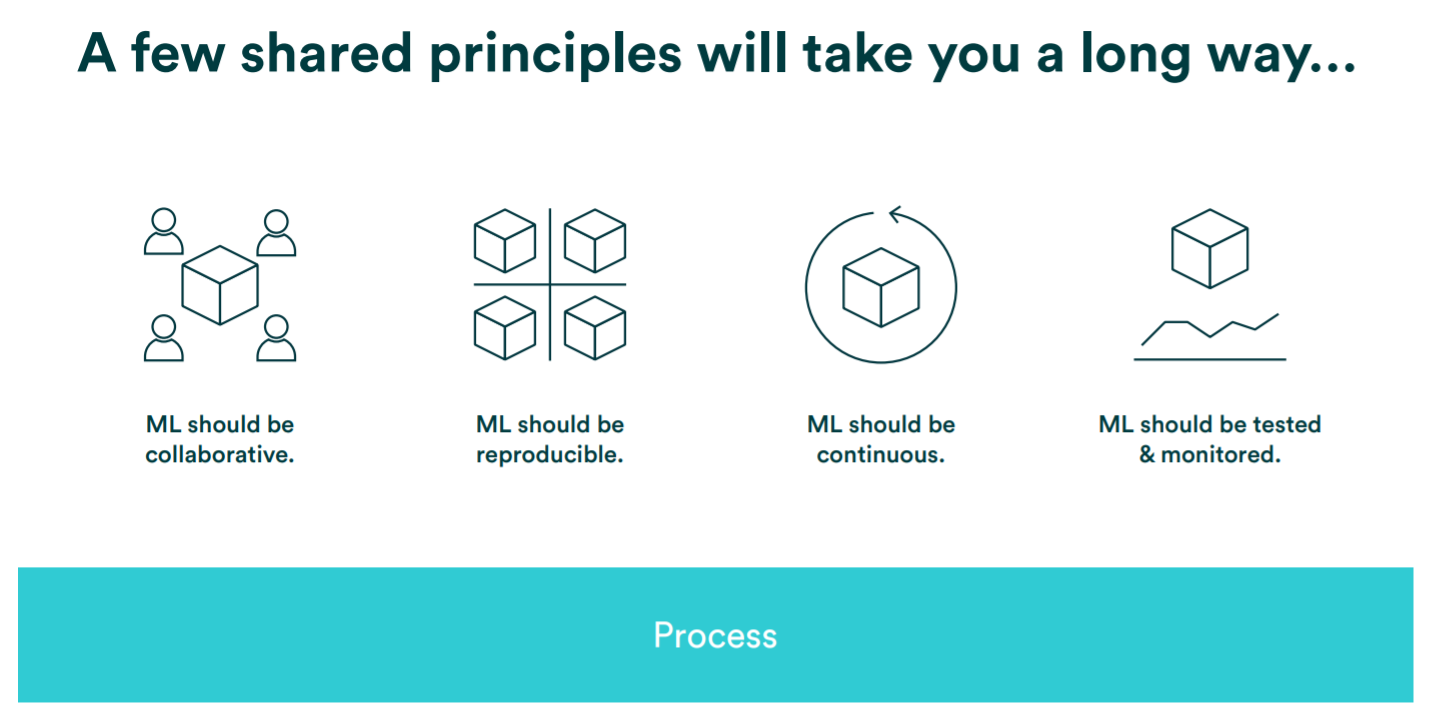 A few shared principles will take you a long way...
ML should be
collaborative.
ML should be
reproducible.
ML should be
continuous.
ML should be tested
& monitored.
Process